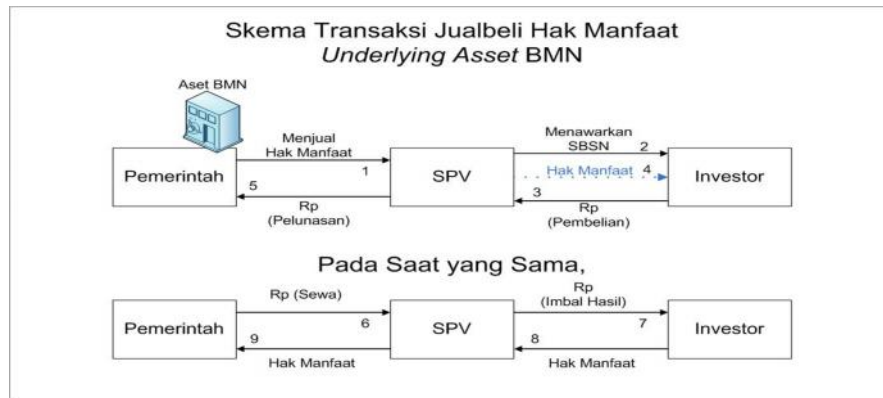 Skema Transaksi Jualbeli Hak Manfaat
Underlying Asset BMN
Aset BMN
Menjual
Hak Manfaat
1
Menawarkan
SBSN
2
Pemerintah
SPV
Hak Manfaat
4
Investor
5
Rp
(Pelunasan)
3
Rp
(Pembelian)
Pada Saat yang Sama,
Rp (Sewa)
6
Rp
(Imbal Hasil)
7
Pemerintah
SPV
Investor
9
Hak Manfaat
8
Hak Manfaat